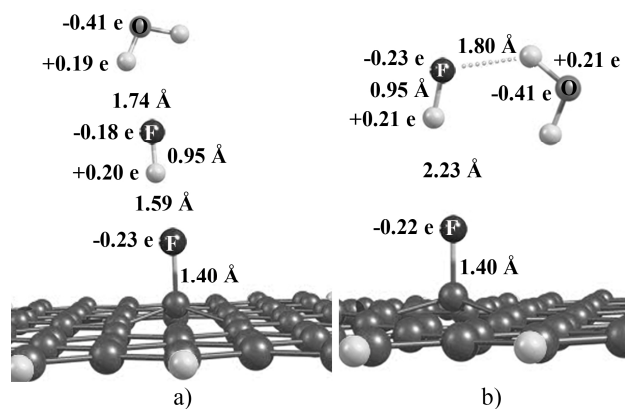 -0.41 e O
+0.19 e
1.74 Å
-0.18 e F
0.95 Å
+0.20 e
1.59 Å
-0.23 e F
1.40 Å
a)
1.80 Å
-0.23 e
+0.21 e
F
0.95 Å
-0.41 e O
+0.21 e
2.23 Å
-0.22 e F
1.40 Å
b)